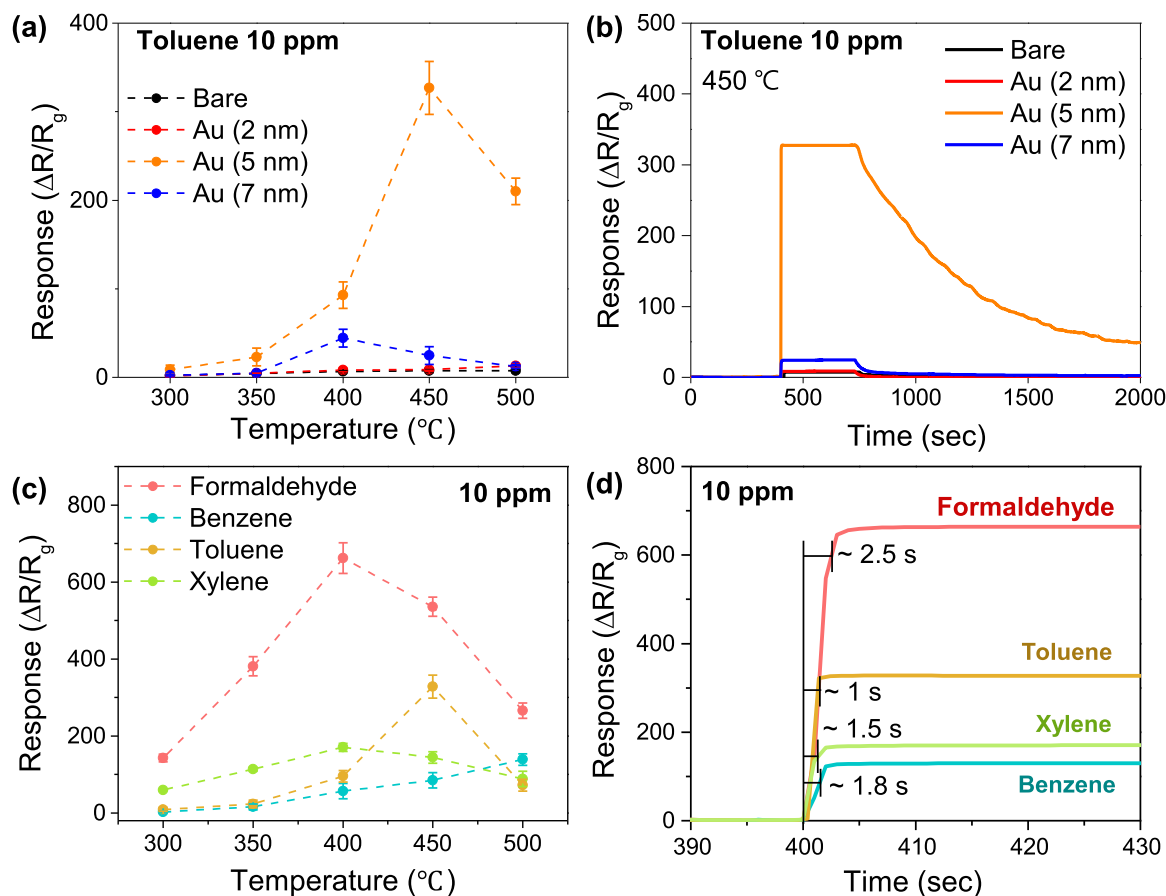 (a)
Toluene 10 ppm
Bare
Au (2 nm)
Au (5 nm)
Au (7 nm)
400
200
0
Response (ΔR/Rg)
300 350 400 450 500
Temperature (℃)
(b)
Toluene 10 ppm
450 ℃
Bare
Au (2 nm)
Au (5 nm)
Au (7 nm)
500
400
300
200
100
0
Response (ΔR/Rg)
0 500 1000 1500 2000
Time (sec)
(c)
10 ppm
Formaldehyde
Benzene
Toluene
Xylene
800
600
400
200
0
Response (ΔR/Rg)
300 350 400 450 500
Temperature (℃)
(d)
10 ppm
Formaldehyde
~ 2.5 s
Toluene
~ 1 s
~ 1.5 s
Xylene
~ 1.8 s
Benzene
800
600
400
200
0
Response (ΔR/Rg)
390 400 410 420 430
Time (sec)